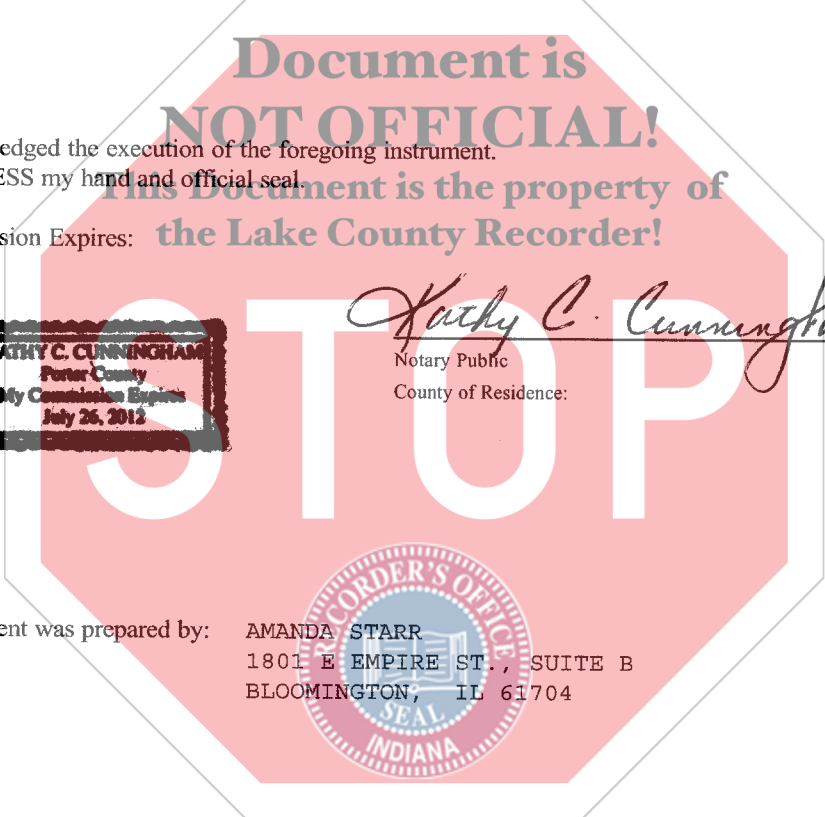 Document is
NOT OFFICIAL!
edged the execution of the foregoing instrument.
ESS my hand and official seal.
This Document is the property of
sion Expires:
the Lake County Recorder!
Kathy C. Cunningha
STOP
ATHY C. CUNNINGHAM
Porter County
My Commission Expires
July 26, 2012
Notary Public
County of Residence:
RECORDER'S OFFICE
ent was prepared by: AMANDA STARR
1801 E EMPIRE ST., SUITE B
BLOOMINGTON, IL 61704
SEAL
INDIANA